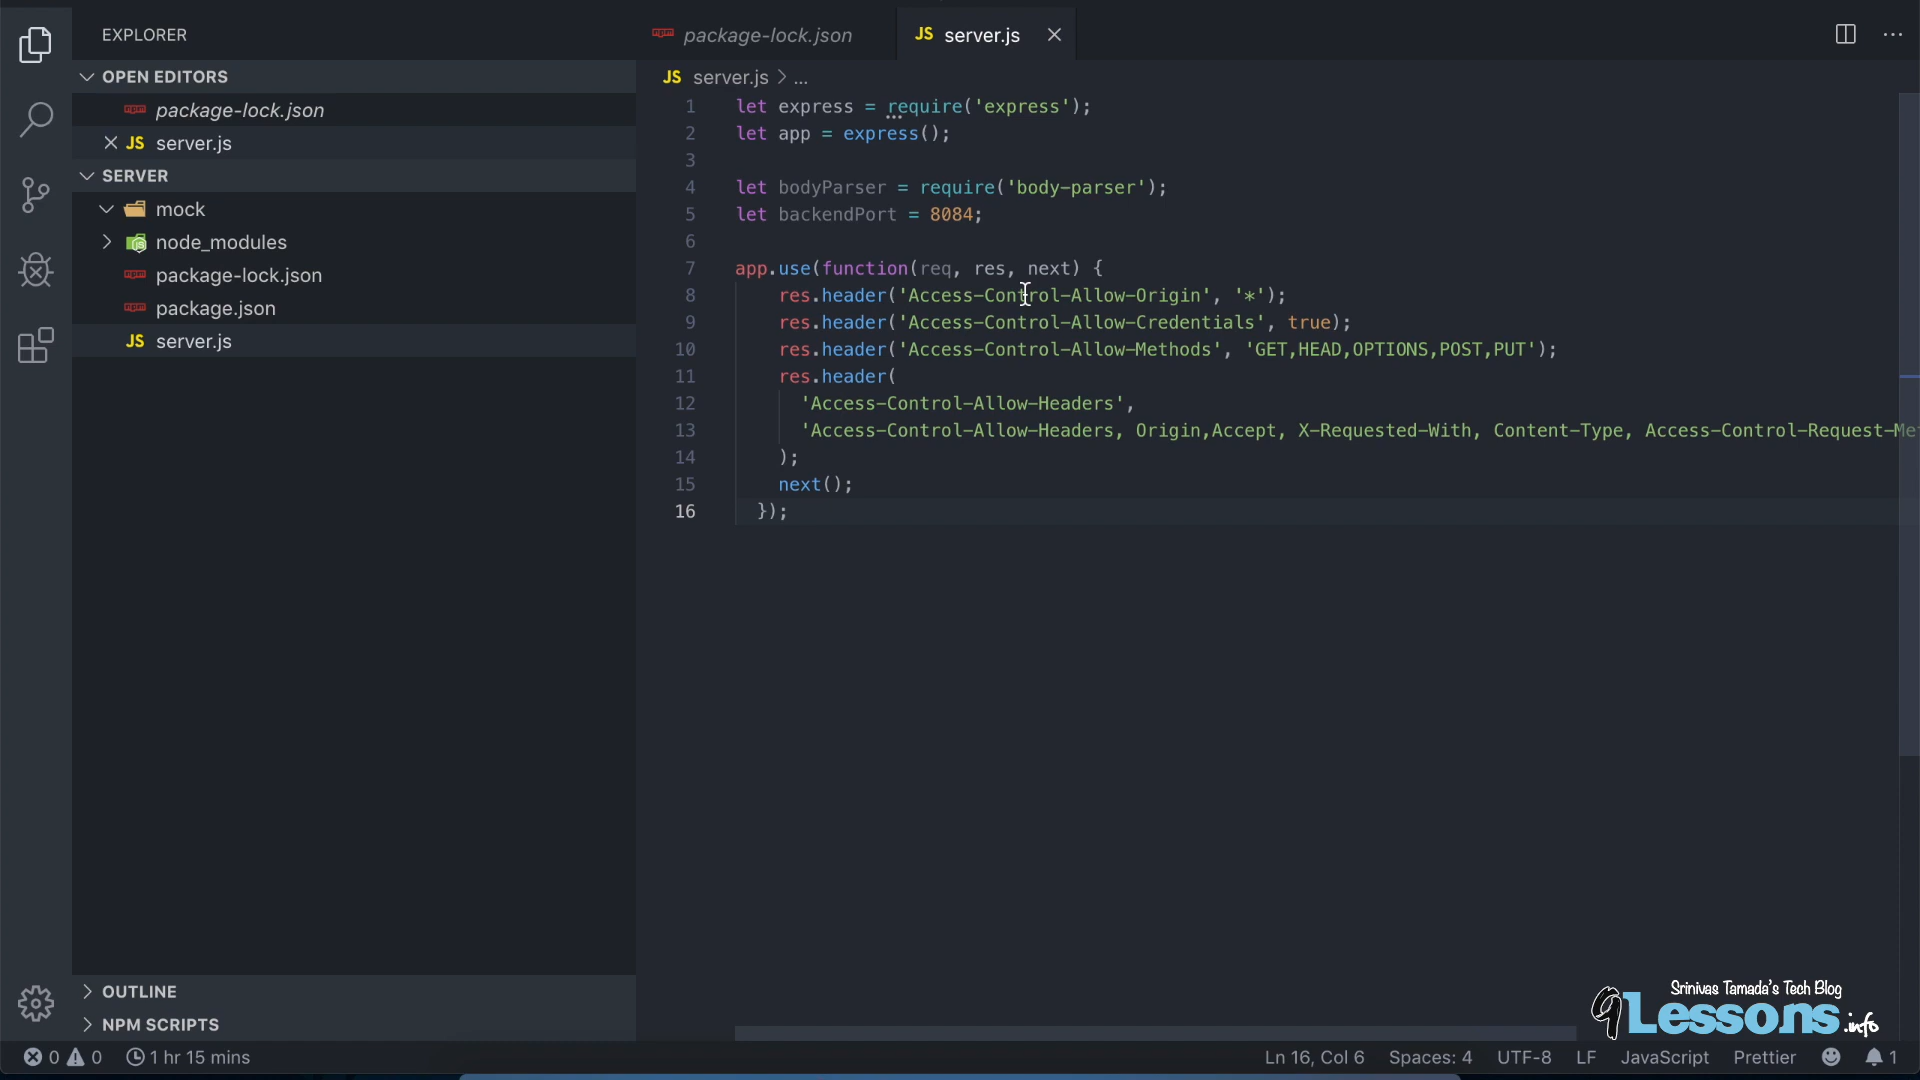 EXPLORER
OPEN EDITORS
package-lock.json
JS server.js
SERVER
mock
node_modules
package-lock.json
package.json
JS server.js
OUTLINE
NPM SCRIPTS
package-lock.json
JS server.js
JS server.js > ...
1 let express = require('express');
2 let app = express();
3
4 let bodyParser = require('body-parser');
5 let backendPort = 8084;
6
7 app.use(function(req, res, next) {
8 res.header('Access-Control-Allow-Origin', '*');
9 res.header('Access-Control-Allow-Credentials', true);
10 res.header('Access-Control-Allow-Methods', 'GET,HEAD,OPTIONS,POST,PUT');
11 res.header(
12 'Access-Control-Allow-Headers',
13 'Access-Control-Allow-Headers, Origin,Accept, X-Requested-With, Content-Type, Access-Control-Request-Me
14 );
15 next();
16 });
Srinivas Tamada's Tech Blog
9Lessons.info
0 0 1 hr 15 mins
Ln 16, Col 6 Spaces: 4 UTF-8 LF JavaScript Prettier 1